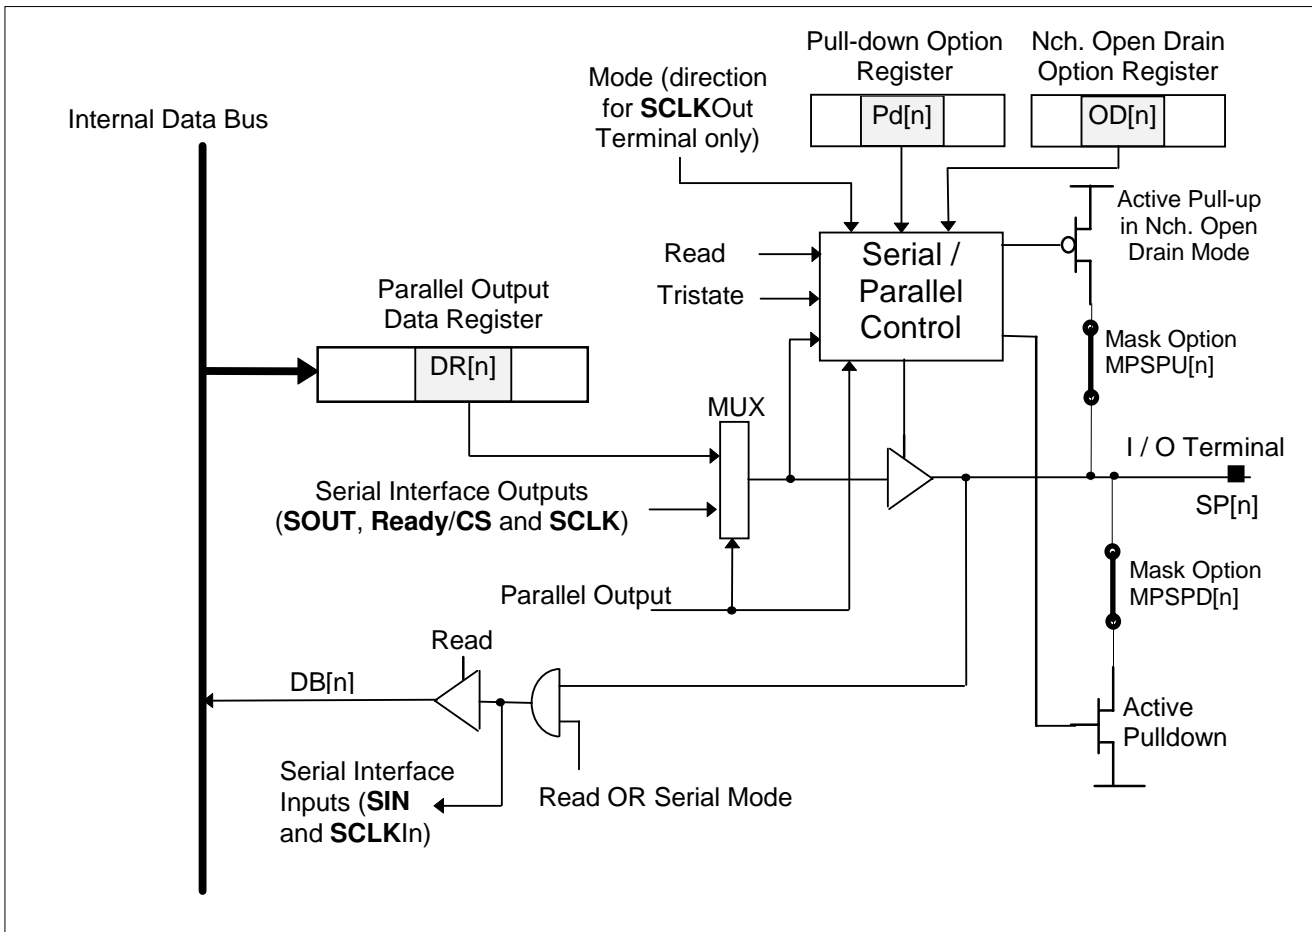 Pull-down Option
Register
Nch. Open Drain
Option Register
Mode (direction
for SCLKOut
Terminal only)
Pd[n]
OD[n]
Internal Data Bus
Active Pull-up
in Nch. Open
Drain Mode
Read
Tristate
Serial /
Parallel
Control
Parallel Output
Data Register
DR[n]
Mask Option
MPSPU[n]
MUX
I / O Terminal
SP[n]
Serial Interface Outputs
(SOUT, Ready/CS and SCLK)
Mask Option
MPSPD[n]
Parallel Output
Read
DB[n]
Active
Pulldown
Serial Interface
Inputs (SIN
and SCLKIn)
Read OR Serial Mode